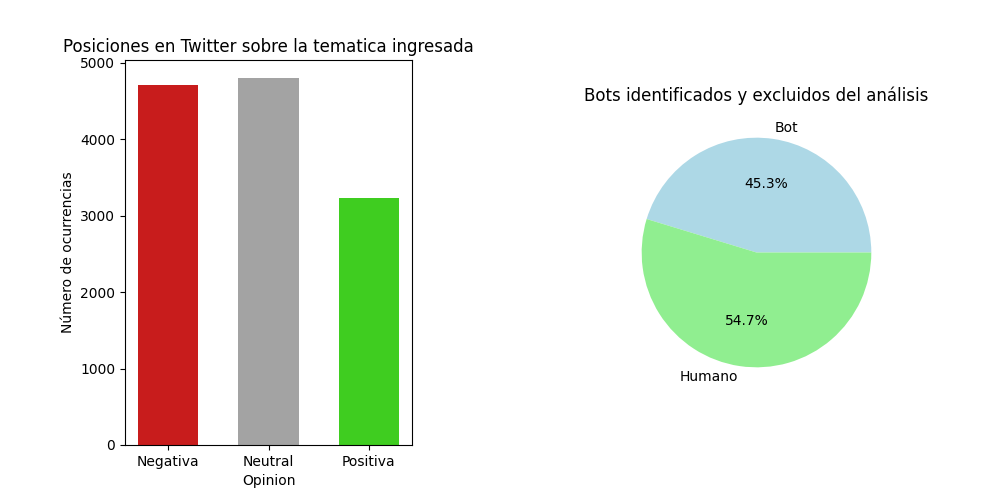 Posiciones en Twitter sobre la tematica ingresada
5000
4000
3000
2000
1000
0
Número de ocurrencias
Negativa
Neutral
Positiva
Opinion
Bots identificados y excluidos del análisis
Bot
45.3%
54.7%
Humano